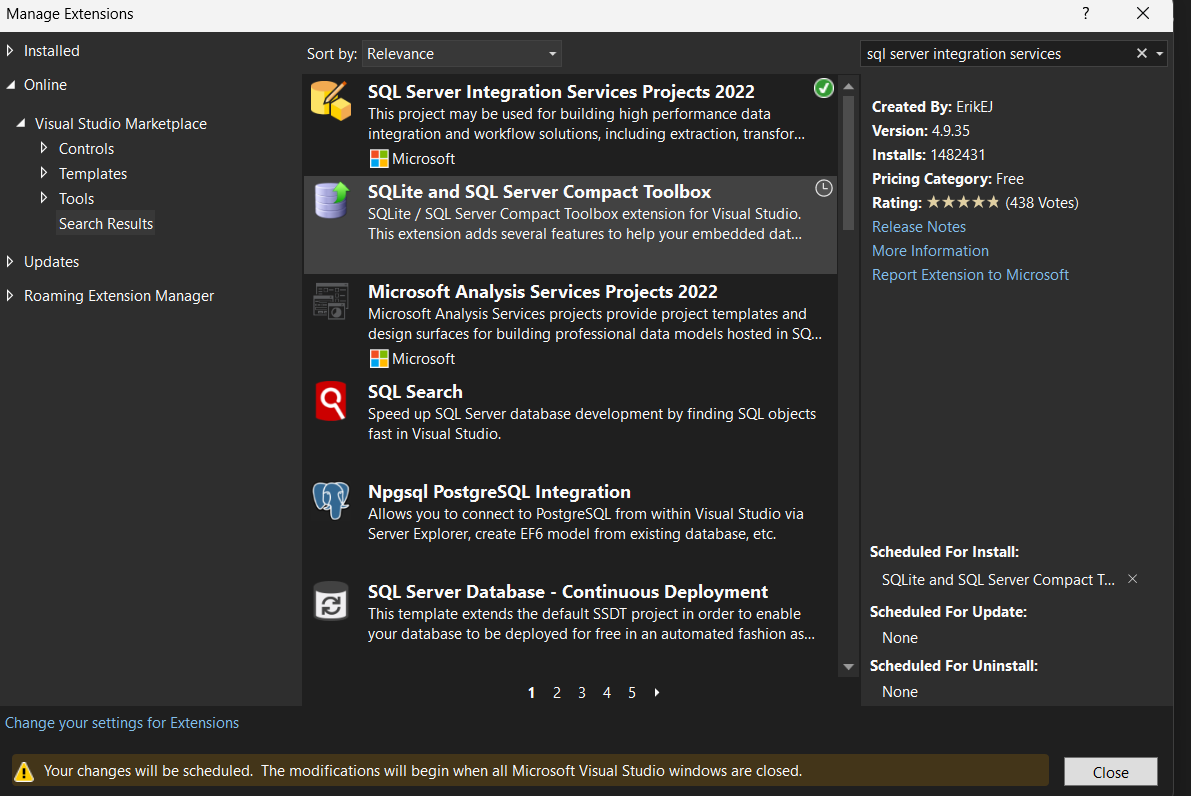 Manage Extensions
?
Installed
Online
Visual Studio Marketplace
Controls
Templates
Tools
Search Results
Updates
Roaming Extension Manager
Sort by: Relevance
SQL Server Integration Services Projects 2022
This project may be used for building high performance data
integration and workflow solutions, including extraction, transfor...
Microsoft
SQLite and SQL Server Compact Toolbox
SQLite / SQL Server Compact Toolbox extension for Visual Studio.
This extension adds several features to help your embedded dat...
Microsoft Analysis Services Projects 2022
Microsoft Analysis Services projects provide project templates and
design surfaces for building professional data models hosted in SQ...
Microsoft
SQL Search
Speed up SQL Server database development by finding SQL objects
fast in Visual Studio.
Npgsql PostgreSQL Integration
Allows you to connect to PostgreSQL from within Visual Studio via
Server Explorer, create EF6 model from existing database, etc.
SQL Server Database - Continuous Deployment
This template extends the default SSDT project in order to enable
your database to be deployed for free in an automated fashion as...
1 2 3 4 5
sql server integration services
Created By: ErikEJ
Version: 4.9.35
Installs: 1482431
Pricing Category: Free
Rating: ★★★★★ (438 Votes)
Release Notes
More Information
Report Extension to Microsoft
Scheduled For Install:
SQLite and SQL Server Compact T...
Scheduled For Update:
None
Scheduled For Uninstall:
None
Change your settings for Extensions
Your changes will be scheduled.  The modifications will begin when all Microsoft Visual Studio windows are closed.
Close